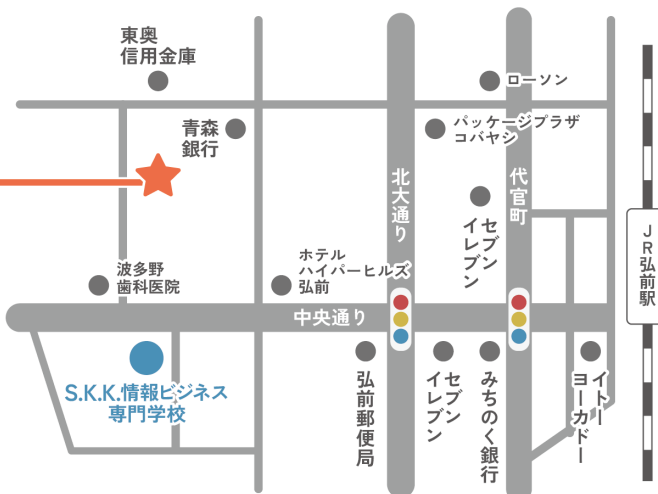 東奥
信用金庫
ローソン
青森
銀行
パッケージプラザ
コバヤシ
北大通り
代官町
セブン
イレブン
JR弘前駅
波多野
歯科医院
ホテル
ハイパーヒルズ
弘前
中央通り
S.K.K.情報ビジネス
専門学校
弘前郵便局
セブン
イレブン
みちのく銀行
イトー
ヨーカドー